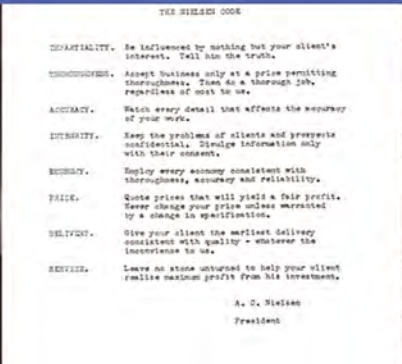 THE NIELSEN CODE
IMPARTIALITY. Be influenced by nothing but your client's
interest. Tell him the truth.
THOROUGHNESS. Accept business only at a price permitting
thoroughness. Then do a thorough job,
regardless of cost to us.
ACCURACY. Watch every detail that affects the accuracy
of your work.
INTEGRITY. Keep the problems of clients and prospects
confidential. Divulge information only
with their consent.
ECONOMY. Employ every economy consistent with
thoroughness, accuracy and reliability.
PRICE. Quote prices that will yield a fair profit.
Never change your price unless warranted
by a change in specification.
DELIVERY. Give your client the earliest delivery
consistent with quality - whatever the
inconvience to us.
SERVICE. Leave no stone unturned to help your client
realize maximum profit from his investment.
A. C. Nielsen
President